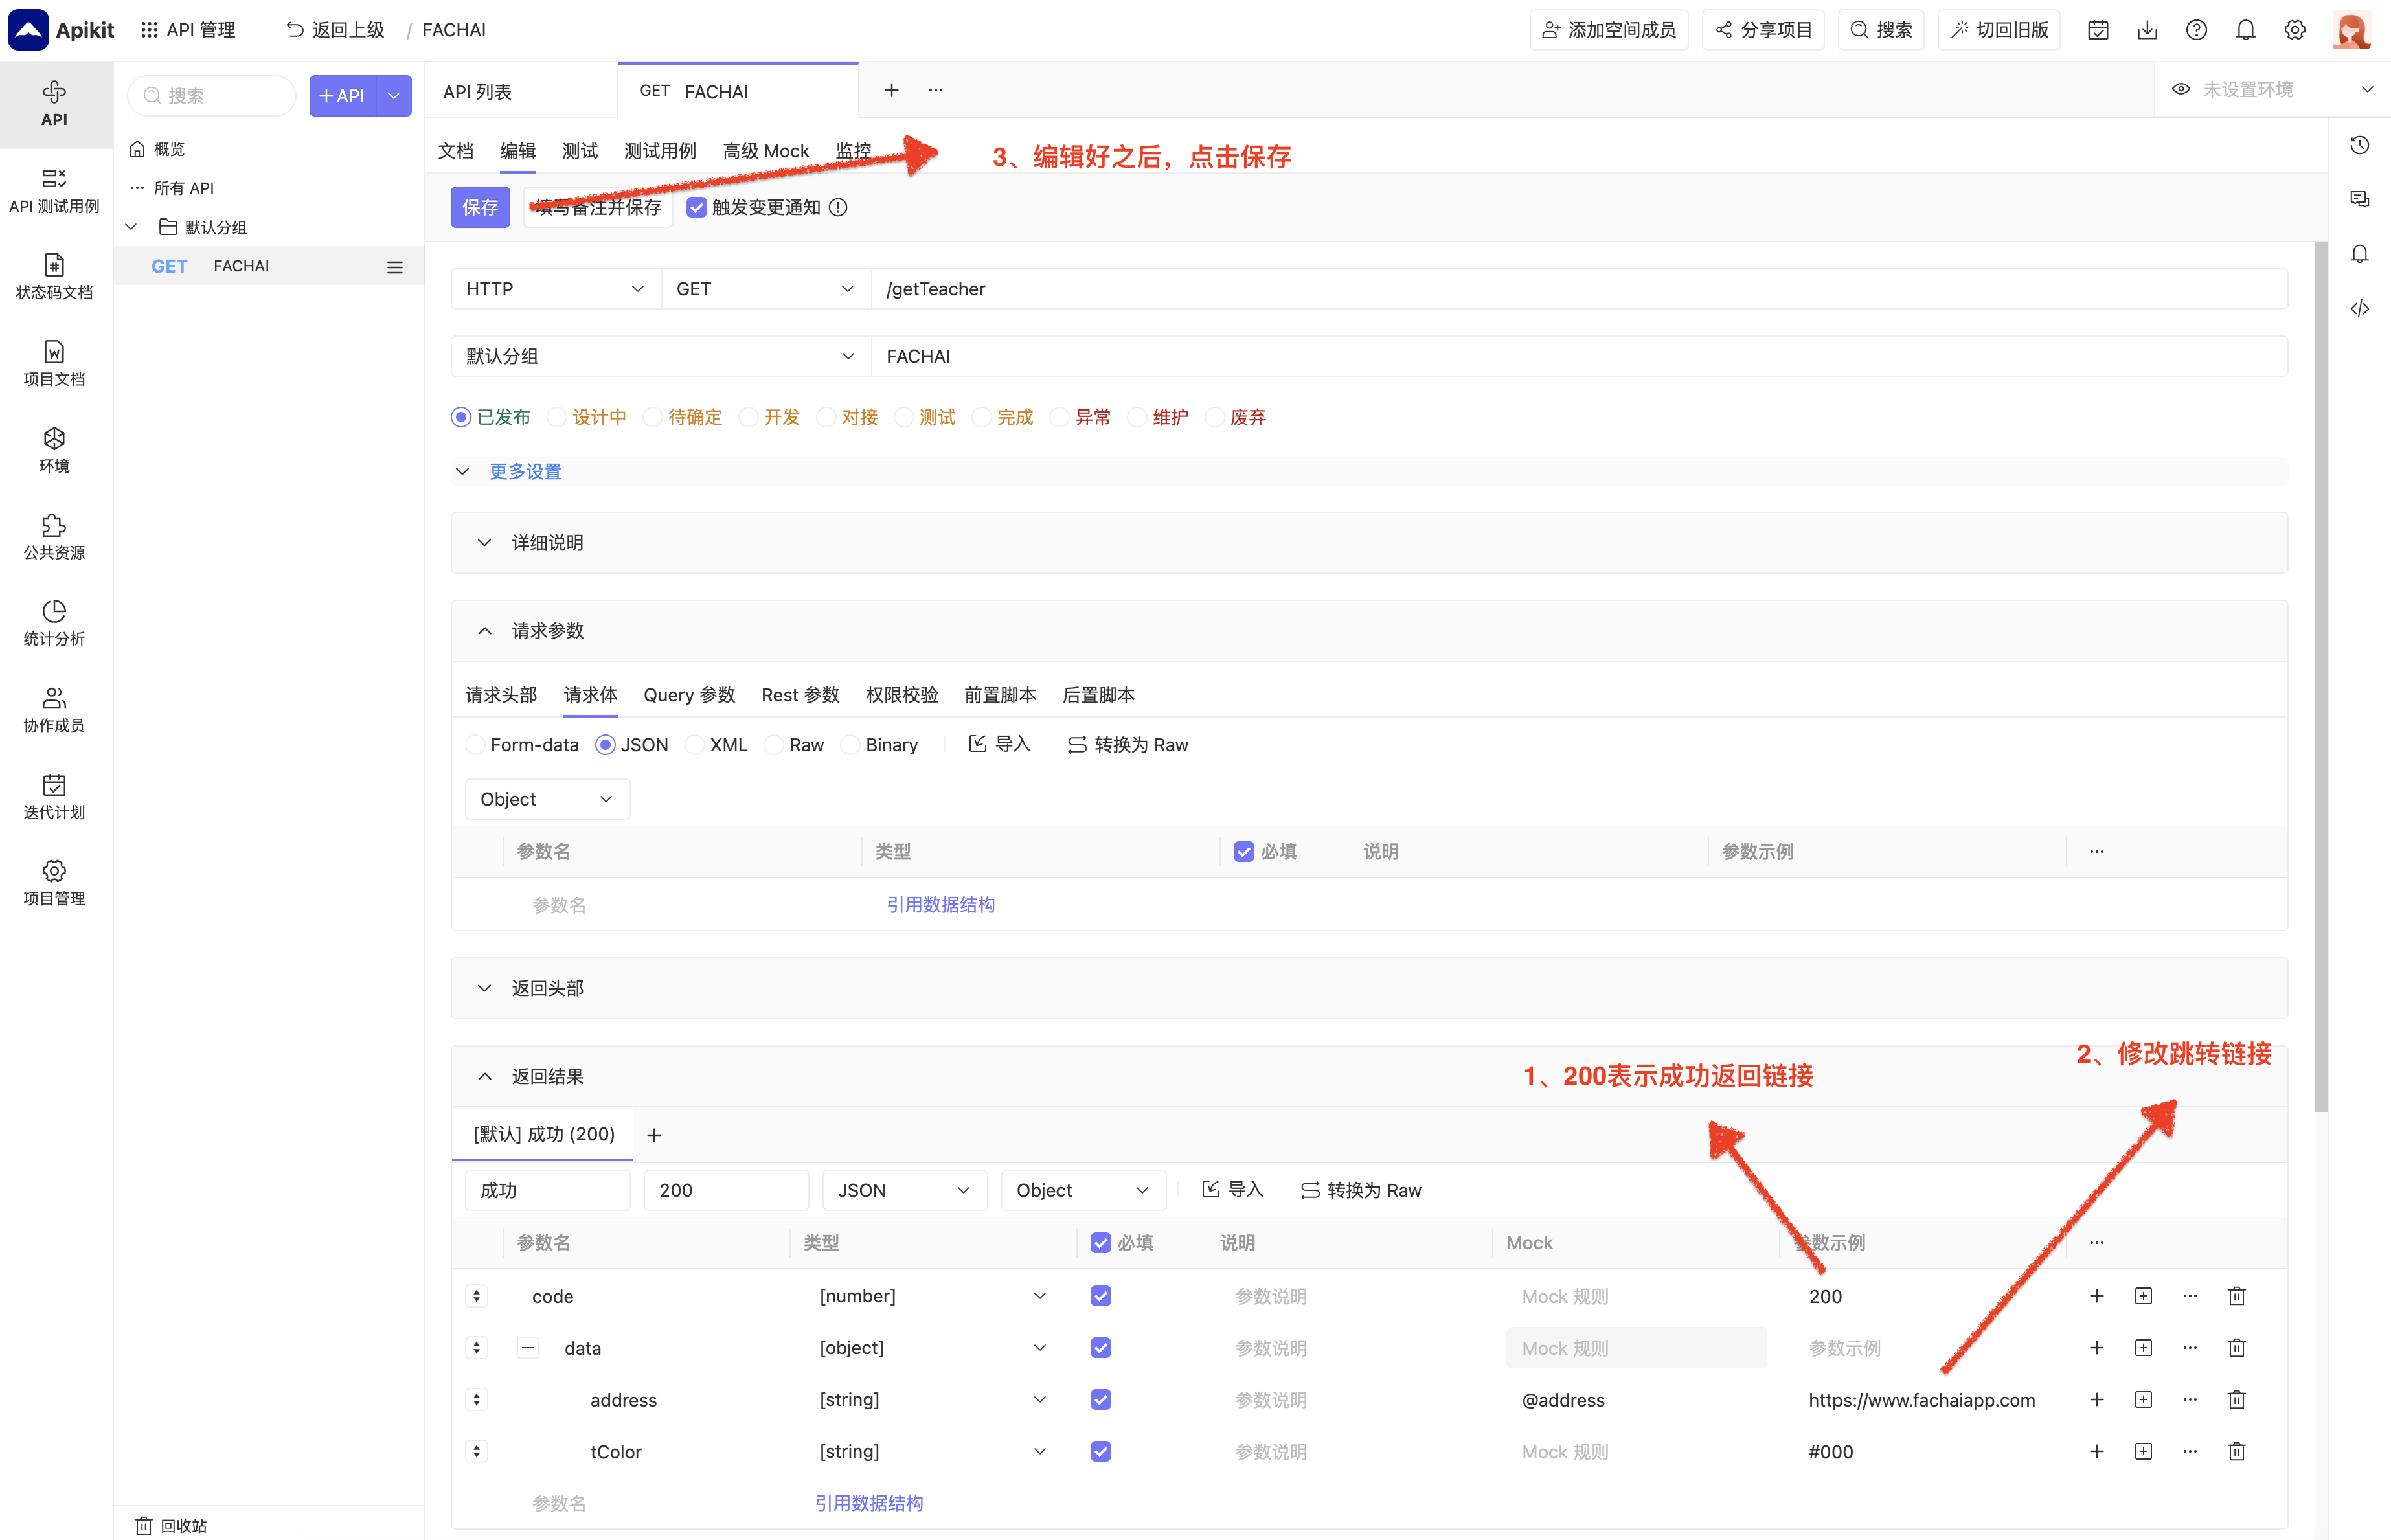 Apikit
API 管理
返回上级
/ FACHAI
添加空间成员
分享项目
搜索
切回旧版
API
API 测试用例
状态码文档
项目文档
环境
公共资源
统计分析
协作成员
迭代计划
项目管理
搜索
+API
概览
所有 API
默认分组
GET FACHAI
回收站
API 列表
GET FACHAI
未设置环境
文档 编辑 测试 测试用例 高级 Mock 监控
3、编辑好之后，点击保存
保存 填写备注并保存 触发变更通知
HTTP GET /getTeacher
默认分组 FACHAI
已发布 设计中 待确定 开发 对接 测试 完成 异常 维护 废弃
更多设置
详细说明
请求参数
请求头部 请求体 Query 参数 Rest 参数 权限校验 前置脚本 后置脚本
Form-data JSON XML Raw Binary 导入 转换为 Raw
Object
参数名 类型 必填 说明 参数示例
参数名 引用数据结构
返回头部
返回结果
1、200表示成功返回链接
2、修改跳转链接
[默认] 成功 (200)
成功 200 JSON Object 导入 转换为 Raw
参数名 类型 必填 说明 Mock 参数示例
code [number] 参数说明 Mock 规则 200
data [object] 参数说明 Mock 规则 参数示例
address [string] 参数说明 @address https://www.fachaiapp.com
tColor [string] 参数说明 Mock 规则 #000
参数名 引用数据结构